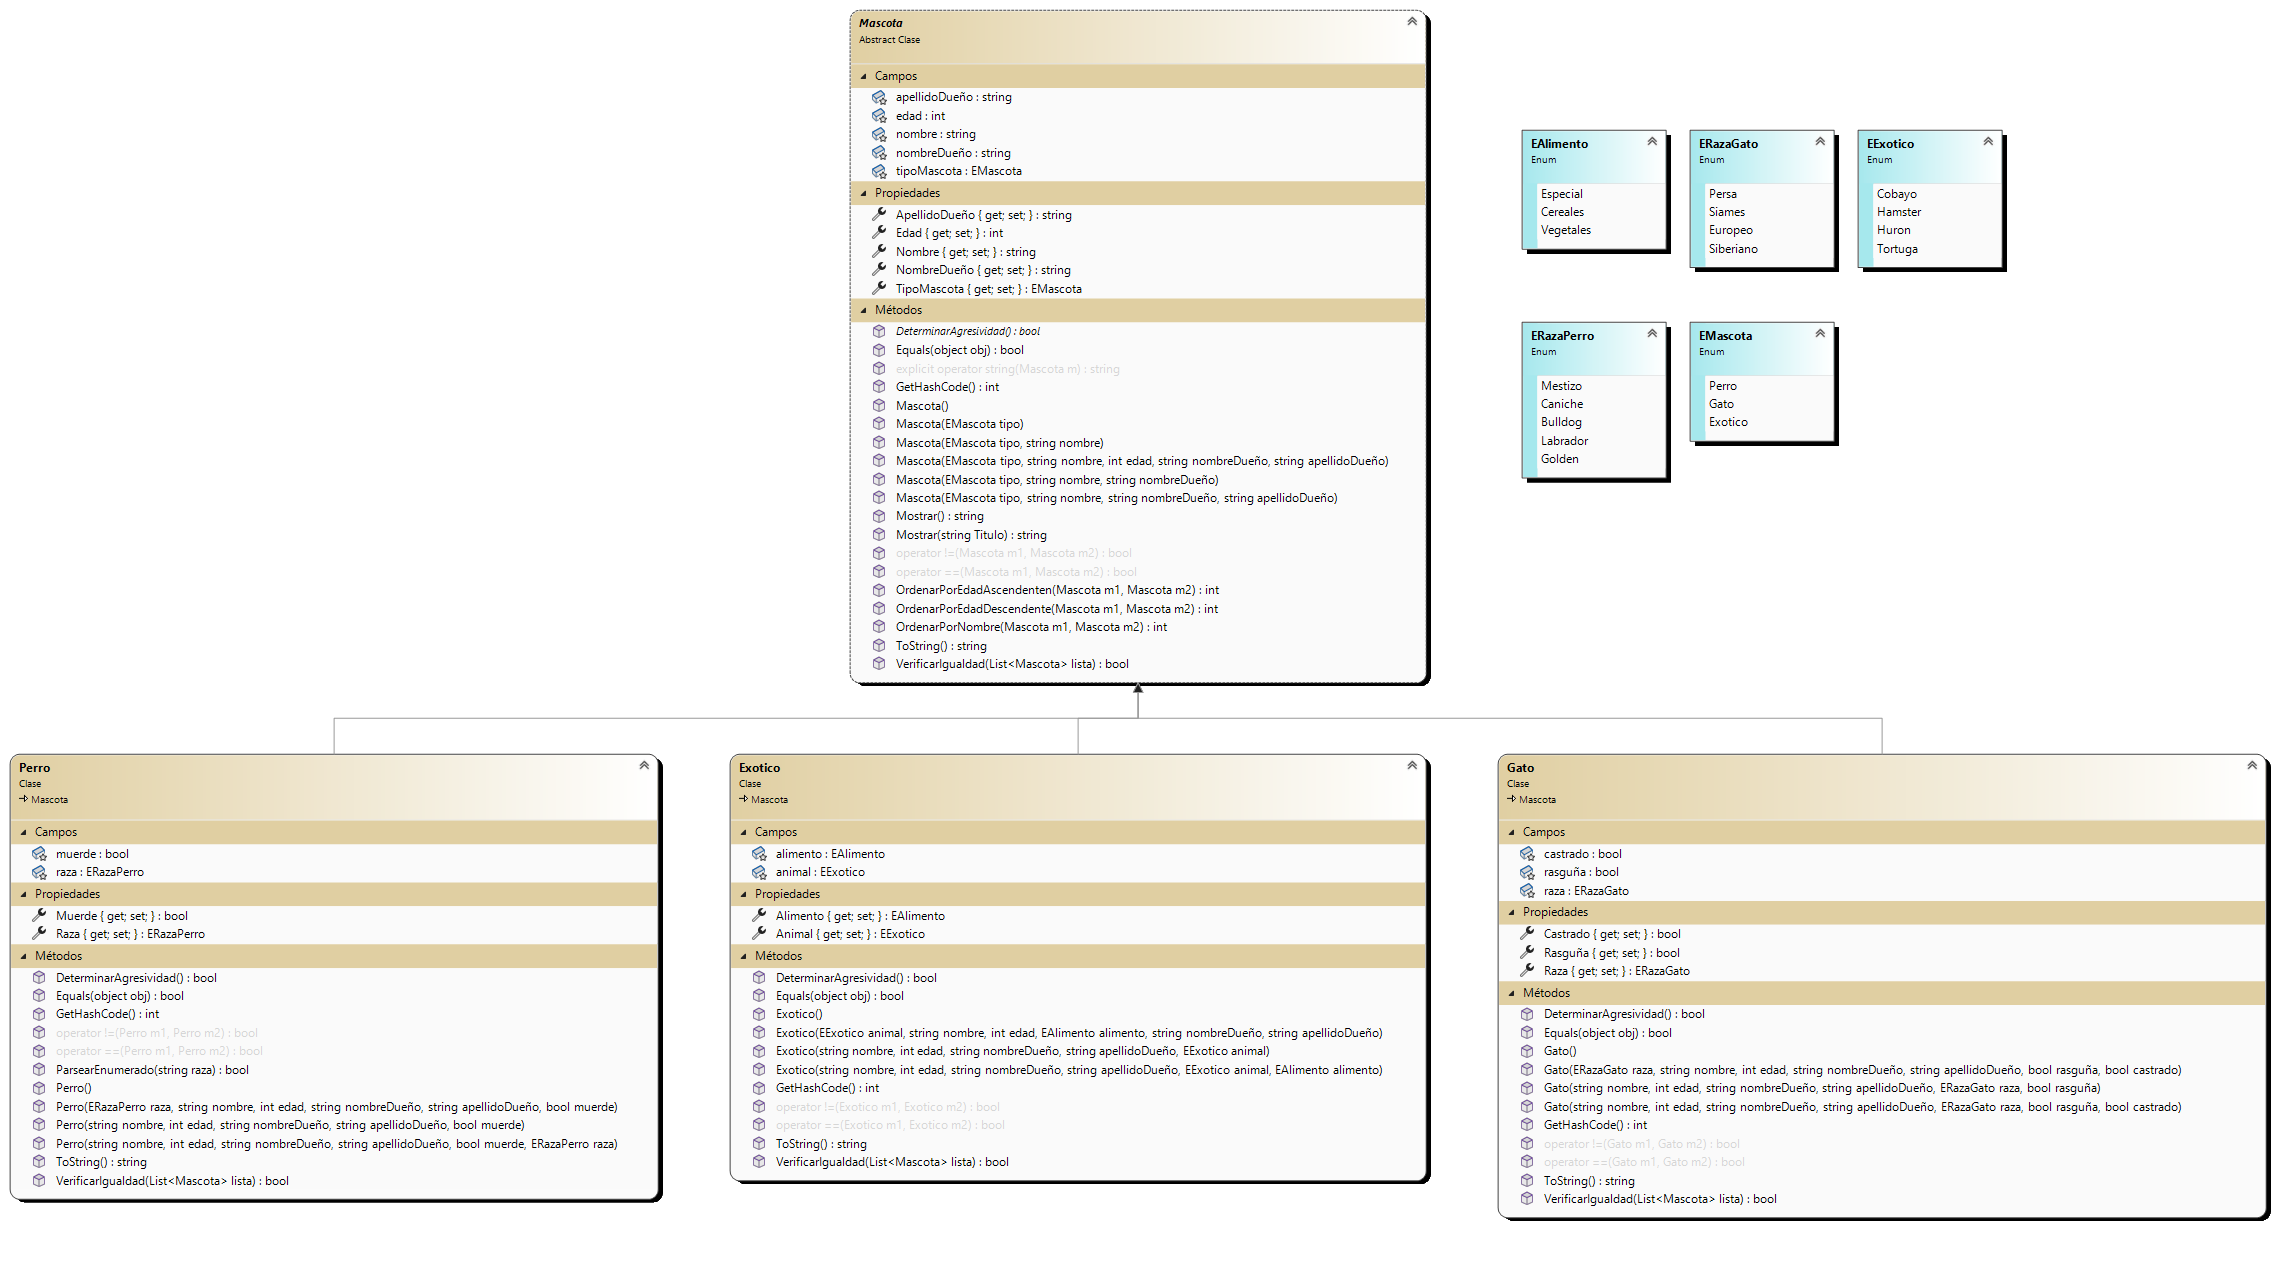 Mascota
Abstract Clase
Campos
apellidoDueño : string
edad : int
nombre : string
nombreDueño : string
tipoMascota : EMascota
Propiedades
ApellidoDueño { get; set; } : string
Edad { get; set; } : int
Nombre { get; set; } : string
NombreDueño { get; set; } : string
TipoMascota { get; set; } : EMascota
Métodos
DeterminarAgresividad() : bool
Equals(object obj) : bool
explicit operator string(Mascota m) : string
GetHashCode() : int
Mascota()
Mascota(EMascota tipo)
Mascota(EMascota tipo, string nombre)
Mascota(EMascota tipo, string nombre, int edad, string nombreDueño, string apellidoDueño)
Mascota(EMascota tipo, string nombre, string nombreDueño)
Mascota(EMascota tipo, string nombre, string nombreDueño, string apellidoDueño)
Mostrar() : string
Mostrar(string Titulo) : string
operator !=(Mascota m1, Mascota m2) : bool
operator ==(Mascota m1, Mascota m2) : bool
OrdenarPorEdadAscendenten(Mascota m1, Mascota m2) : int
OrdenarPorEdadDescendente(Mascota m1, Mascota m2) : int
OrdenarPorNombre(Mascota m1, Mascota m2) : int
ToString() : string
VerificarIgualdad(List<Mascota> lista) : bool
EAlimento
Enum
Especial
Cereales
Vegetales
ERazaGato
Enum
Persa
Siames
Europeo
Siberiano
EExotico
Enum
Cobayo
Hamster
Huron
Tortuga
ERazaPerro
Enum
Mestizo
Caniche
Bulldog
Labrador
Golden
EMascota
Enum
Perro
Gato
Exotico
Perro
Clase
Mascota
Campos
muerde : bool
raza : ERazaPerro
Propiedades
Muerde { get; set; } : bool
Raza { get; set; } : ERazaPerro
Métodos
DeterminarAgresividad() : bool
Equals(object obj) : bool
GetHashCode() : int
operator !=(Perro m1, Perro m2) : bool
operator ==(Perro m1, Perro m2) : bool
ParsearEnumerado(string raza) : bool
Perro()
Perro(ERazaPerro raza, string nombre, int edad, string nombreDueño, string apellidoDueño, bool muerde)
Perro(string nombre, int edad, string nombreDueño, string apellidoDueño, bool muerde)
Perro(string nombre, int edad, string nombreDueño, string apellidoDueño, bool muerde, ERazaPerro raza)
ToString() : string
VerificarIgualdad(List<Mascota> lista) : bool
Exotico
Clase
Mascota
Campos
alimento : EAlimento
animal : EExotico
Propiedades
Alimento { get; set; } : EAlimento
Animal { get; set; } : EExotico
Métodos
DeterminarAgresividad() : bool
Equals(object obj) : bool
Exotico()
Exotico(EExotico animal, string nombre, int edad, EAlimento alimento, string nombreDueño, string apellidoDueño)
Exotico(string nombre, int edad, string nombreDueño, string apellidoDueño, EExotico animal)
Exotico(string nombre, int edad, string nombreDueño, string apellidoDueño, EExotico animal, EAlimento alimento)
GetHashCode() : int
operator !=(Exotico m1, Exotico m2) : bool
operator ==(Exotico m1, Exotico m2) : bool
ToString() : string
VerificarIgualdad(List<Mascota> lista) : bool
Gato
Clase
Mascota
Campos
castrado : bool
rasguña : bool
raza : ERazaGato
Propiedades
Castrado { get; set; } : bool
Rasguña { get; set; } : bool
Raza { get; set; } : ERazaGato
Métodos
DeterminarAgresividad() : bool
Equals(object obj) : bool
Gato()
Gato(ERazaGato raza, string nombre, int edad, string nombreDueño, string apellidoDueño, bool rasguña, bool castrado)
Gato(string nombre, int edad, string nombreDueño, string apellidoDueño, ERazaGato raza, bool rasguña)
Gato(string nombre, int edad, string nombreDueño, string apellidoDueño, ERazaGato raza, bool rasguña, bool castrado)
GetHashCode() : int
operator !=(Gato m1, Gato m2) : bool
operator ==(Gato m1, Gato m2) : bool
ToString() : string
VerificarIgualdad(List<Mascota> lista) : bool